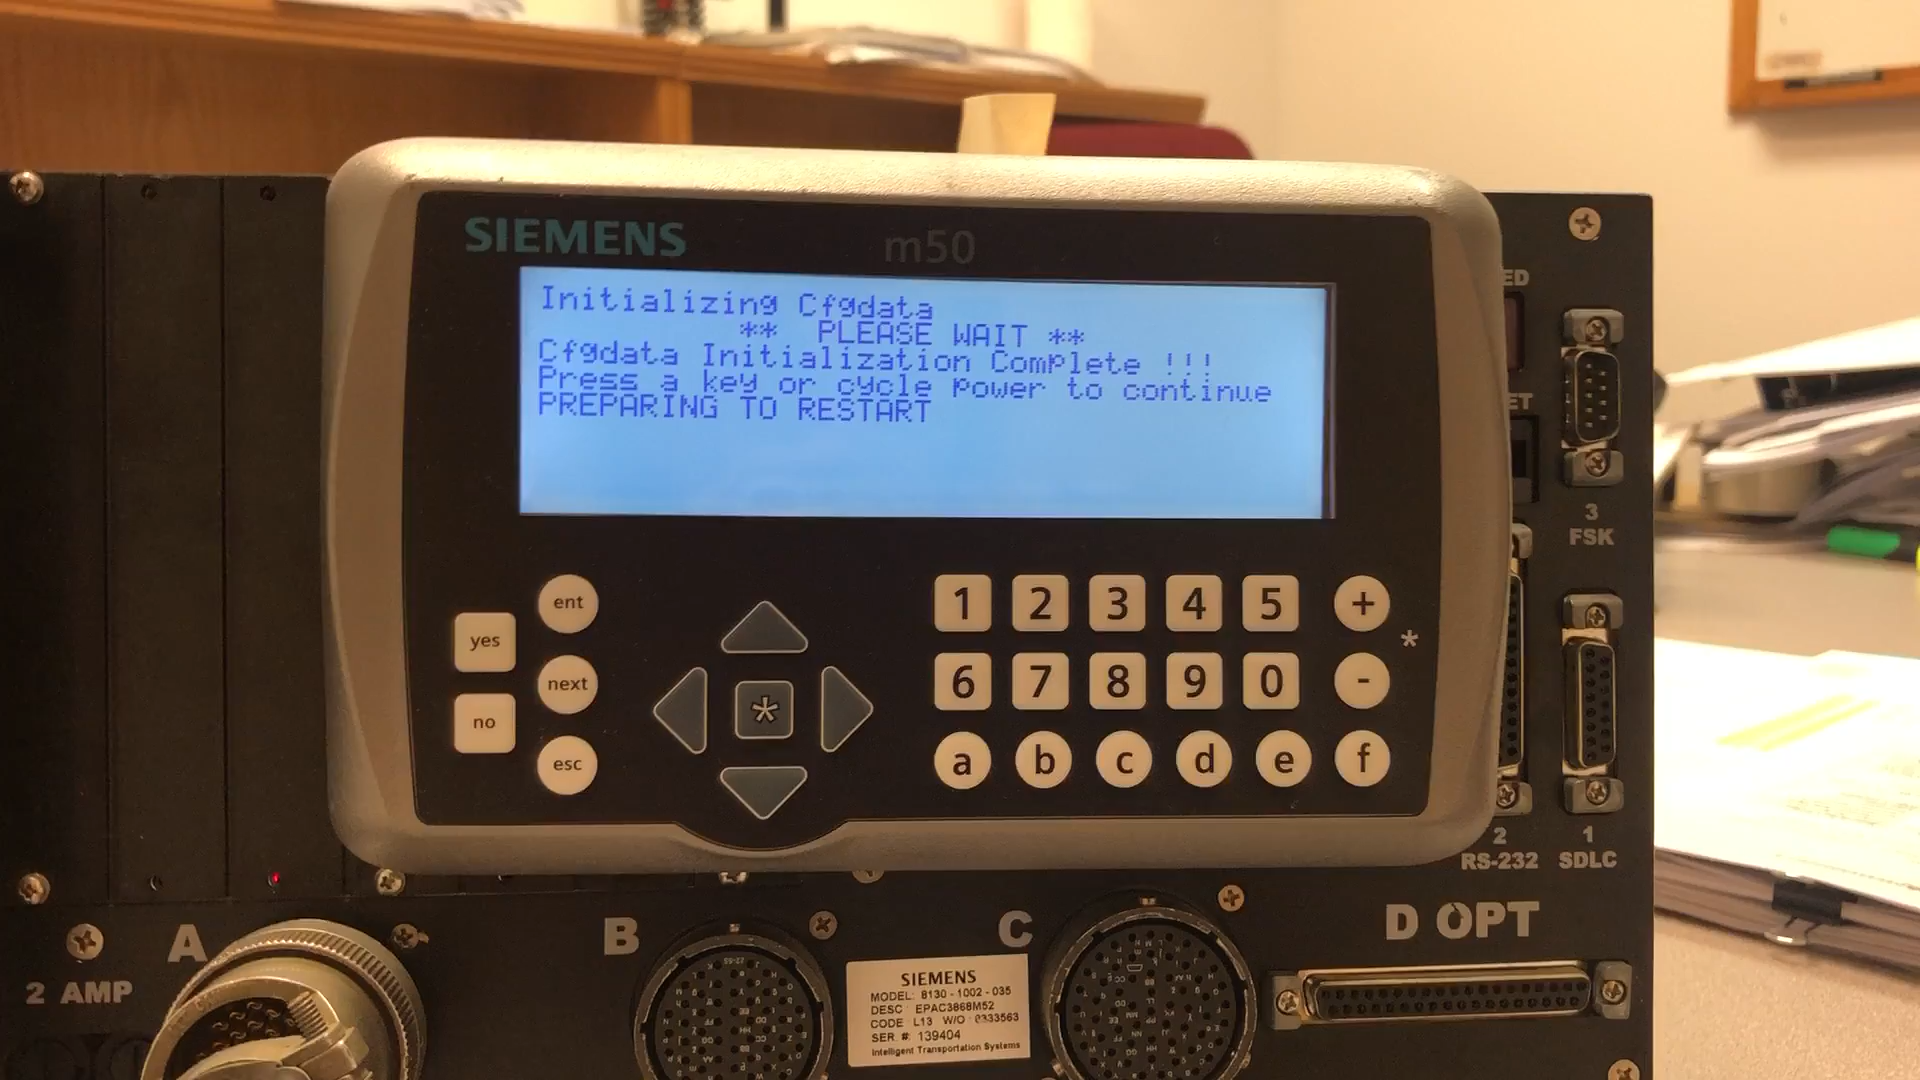 SIEMENS
m50
Initializing Cfgdata
** PLEASE WAIT **
Cfgdata Initialization Complete !!!
Press a key or cycle power to continue
PREPARING TO RESTART
ent
yes
next
no
esc
*
1 2 3 4 5 +
*
6 7 8 9 0 -
a b c d e f
ED
ET
3
FSK
2
RS-232
1
SDLC
2 AMP
A
B
C
D OPT
SIEMENS
MODEL: 8130-1002-035
DESC: EPAC3868M52
CODE L13 W/O 0333563
SER #: 139404
Intelligent Transportation Systems